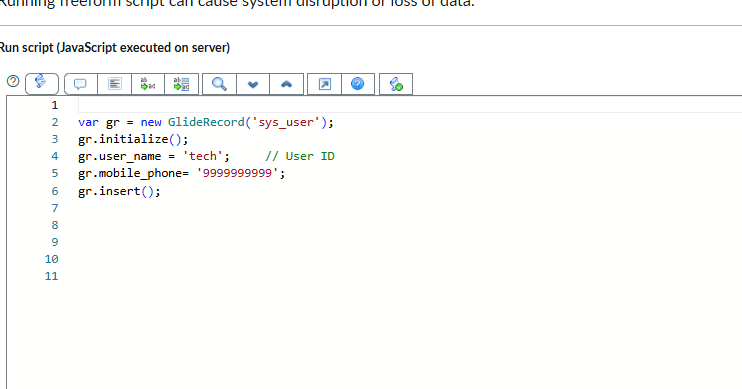 Running freeform script can cause system disruption or loss of data.
Run script (JavaScript executed on server)
1
2 var gr = new GlideRecord('sys_user');
3 gr.initialize();
4 gr.user_name = 'tech';     // User ID
5 gr.mobile_phone= '9999999999';
6 gr.insert();
7
8
9
10
11